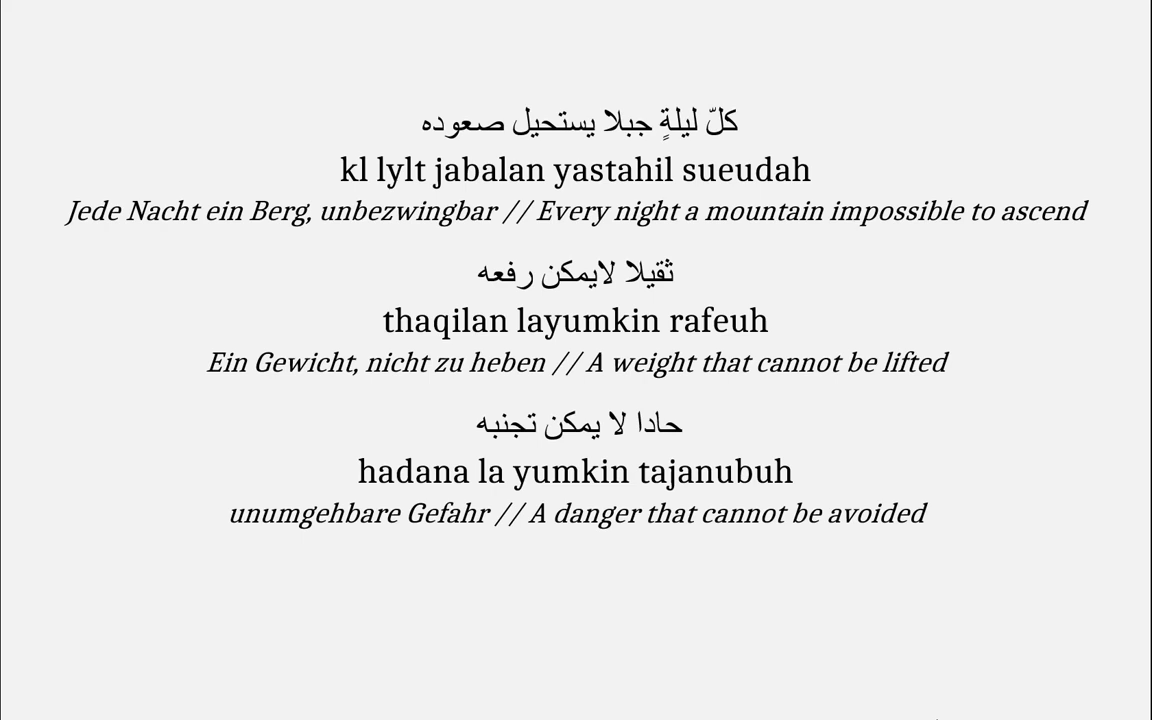 كلّ ليلةٍ جبلا يستحيل صعوده
kl lylt jabalan yastahil sueudah
Jede Nacht ein Berg, unbezwingbar // Every night a mountain impossible to ascend
ثقيلا لايمكن رفعه
thaqilan layumkin rafeuh
Ein Gewicht, nicht zu heben // A weight that cannot be lifted
حادا لا يمكن تجنبه
hadana la yumkin tajanubuh
unumgehbare Gefahr // A danger that cannot be avoided